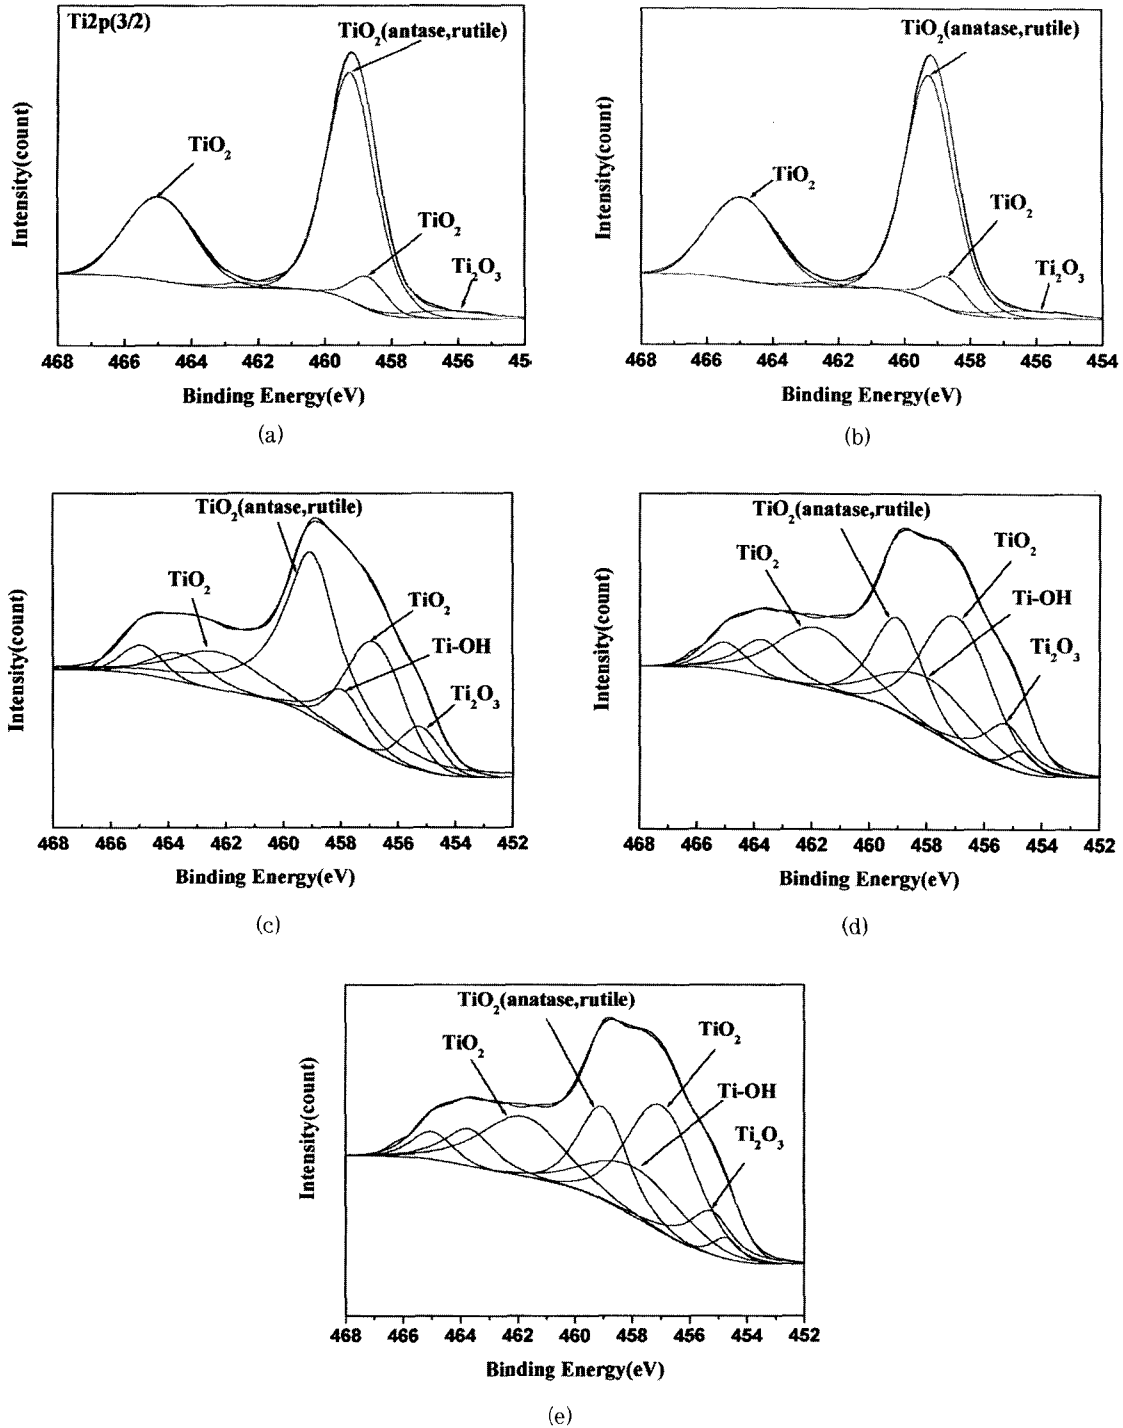 Ti2p(3/2)
TiO2(antase,rutile)
TiO2
TiO2
Ti2O3
Intensity(count)
468 466 464 462 460 458 456 45
Binding Energy(eV)
(a)
TiO2(anatase,rutile)
TiO2
TiO2
Ti2O3
Intensity(count)
468 466 464 462 460 458 456 454
Binding Energy(eV)
(b)
TiO2(antase,rutile)
TiO2
TiO2
Ti-OH
Ti2O3
Intensity(count)
468 466 464 462 460 458 456 454 452
Binding Energy(eV)
(c)
TiO2(anatase,rutile)
TiO2
TiO2
Ti-OH
Ti2O3
Intensity(count)
468 466 464 462 460 458 456 454 452
Binding Energy(eV)
(d)
TiO2(anatase,rutile)
TiO2
TiO2
Ti-OH
Ti2O3
Intensity(count)
468 466 464 462 460 458 456 454 452
Binding Energy(eV)
(e)